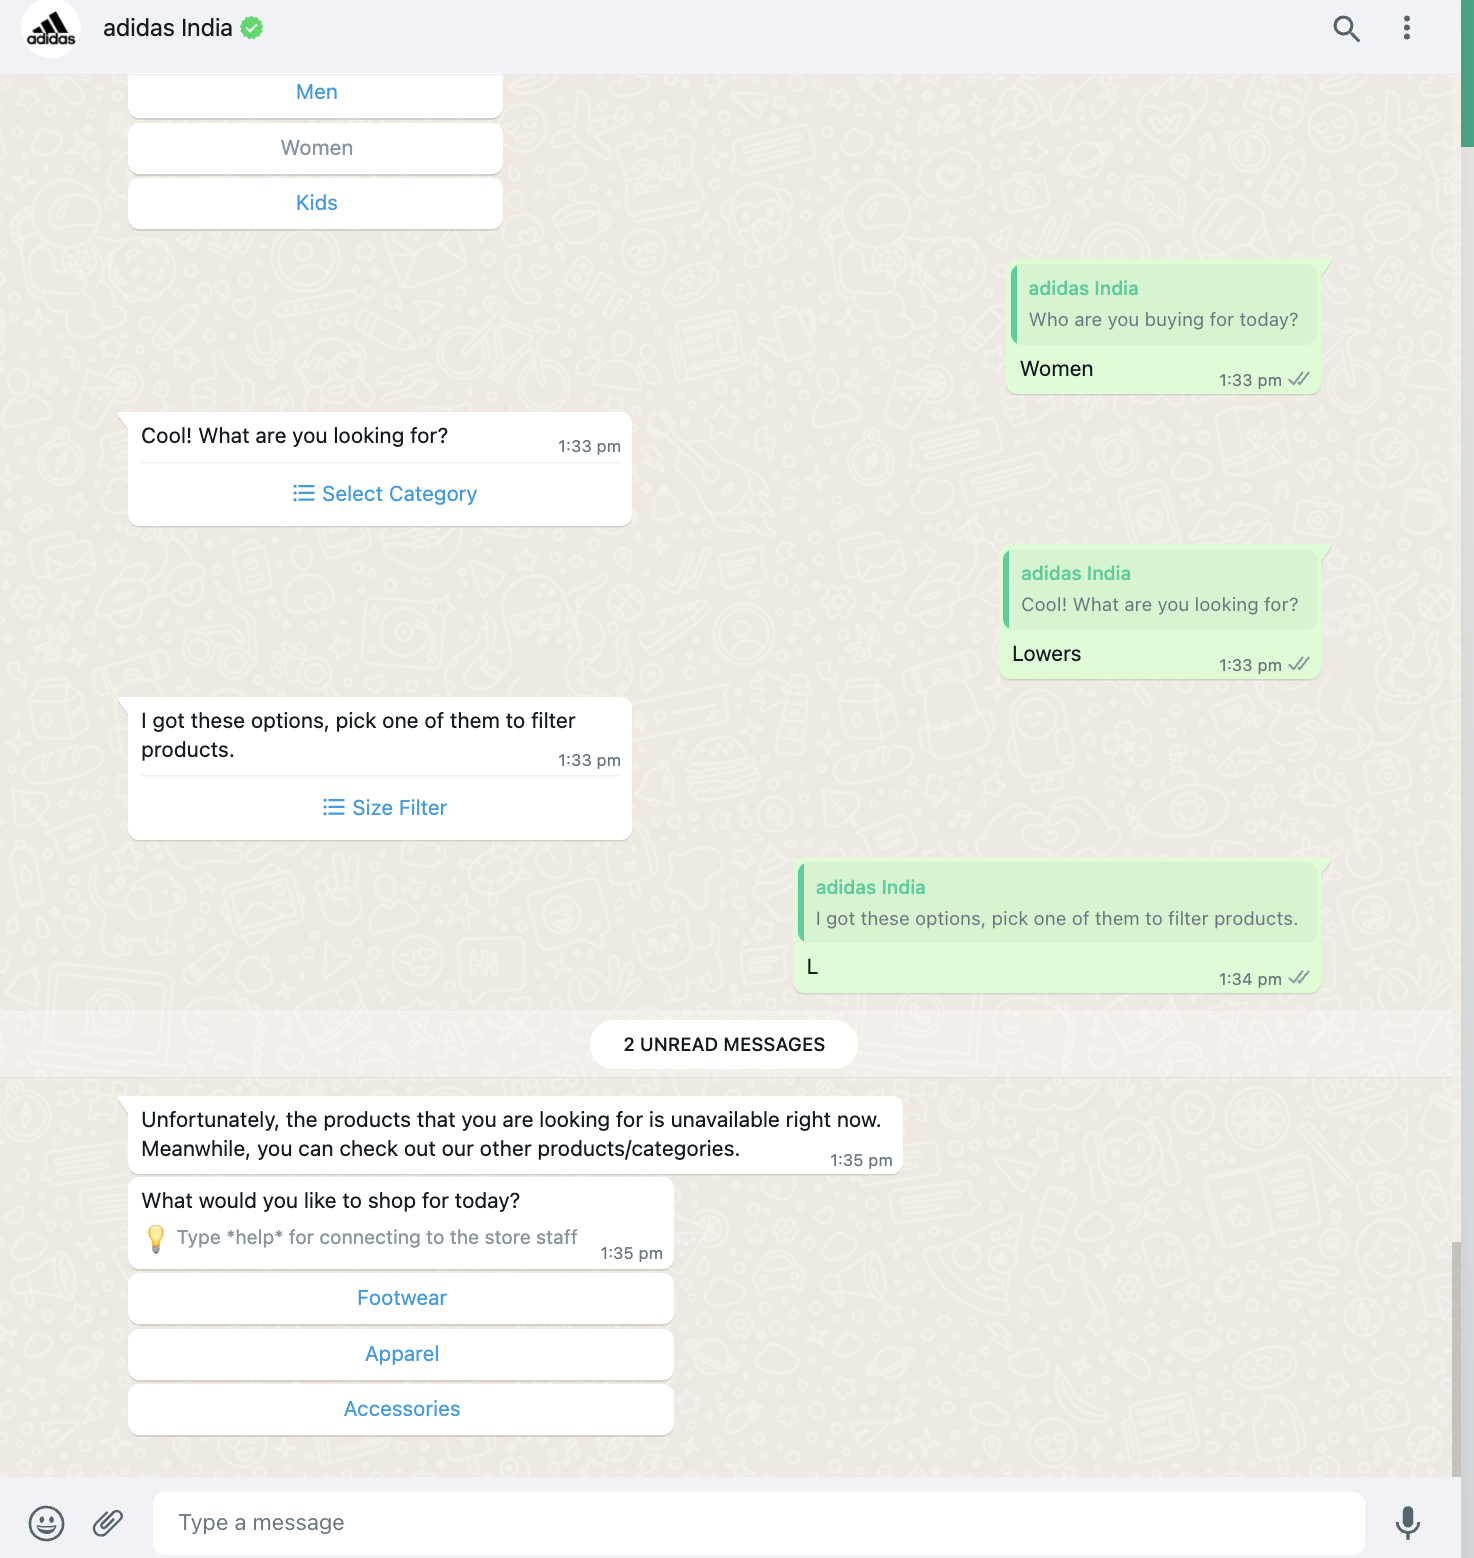 adidas
adidas India
Men
Women
Kids
adidas India
Who are you buying for today?
Women
1:33 pm
Cool! What are you looking for?
1:33 pm
Select Category
adidas India
Cool! What are you looking for?
Lowers
1:33 pm
I got these options, pick one of them to filter
products.
1:33 pm
Size Filter
adidas India
I got these options, pick one of them to filter products.
L
1:34 pm
2 UNREAD MESSAGES
Unfortunately, the products that you are looking for is unavailable right now.
Meanwhile, you can check out our other products/categories.
1:35 pm
What would you like to shop for today?
Type *help* for connecting to the store staff
1:35 pm
Footwear
Apparel
Accessories
Type a message